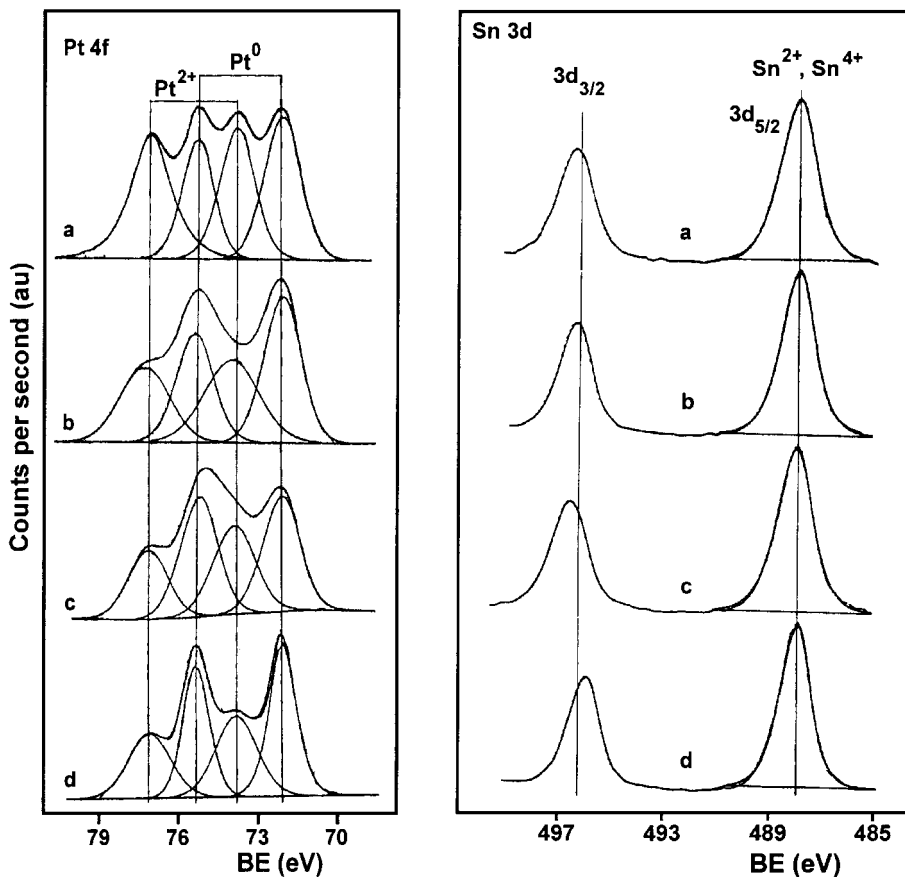 Pt 4f
Pt⁰
Pt²⁺
a
b
c
d
79 76 73 70
BE (eV)
Counts per second (au)
Sn 3d
3d₃/₂
Sn²⁺, Sn⁴⁺
3d₅/₂
a
b
c
d
497 493 489 485
BE (eV)